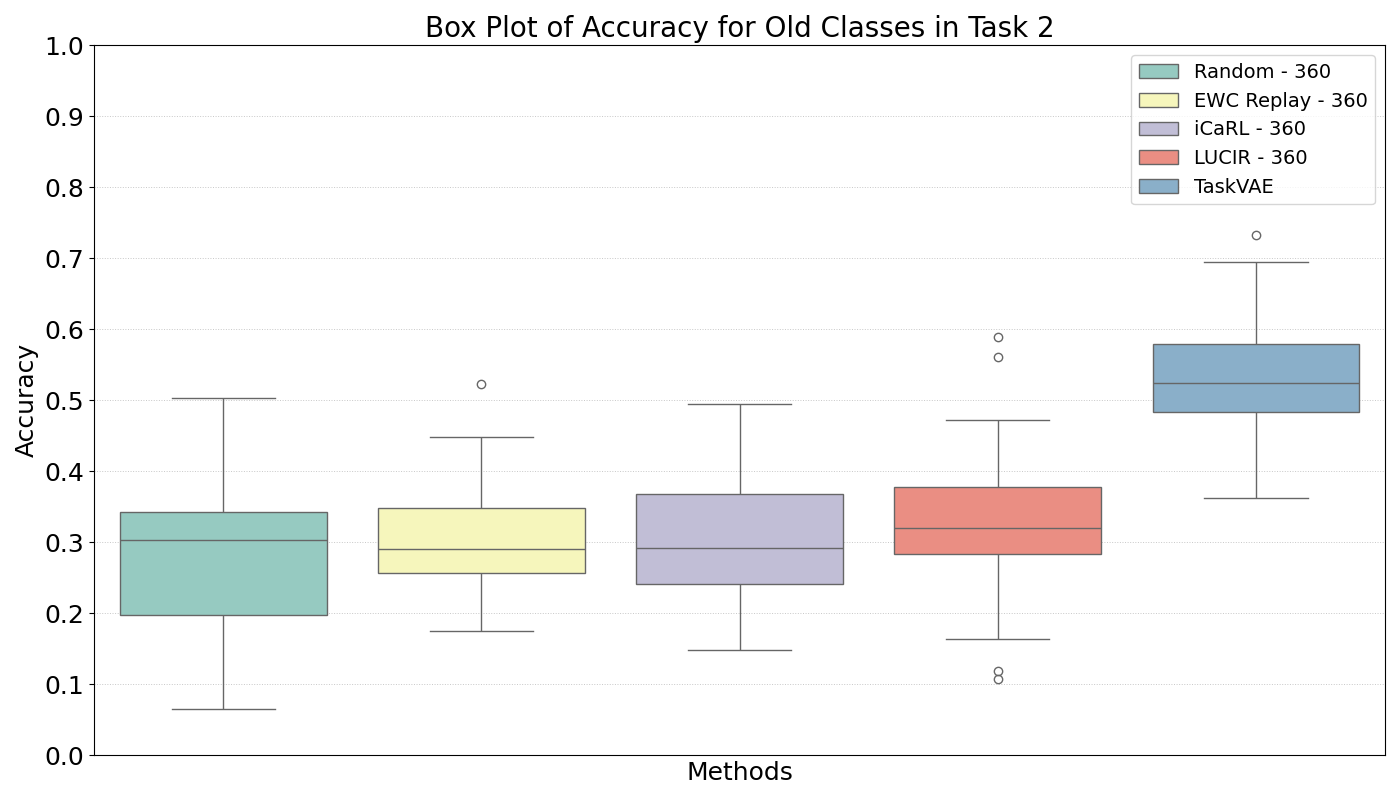 Box Plot of Accuracy for Old Classes in Task 2
1.0
0.9
0.8
0.7
0.6
0.5
0.4
0.3
0.2
0.1
0.0
Accuracy
Methods
Random - 360
EWC Replay - 360
iCaRL - 360
LUCIR - 360
TaskVAE